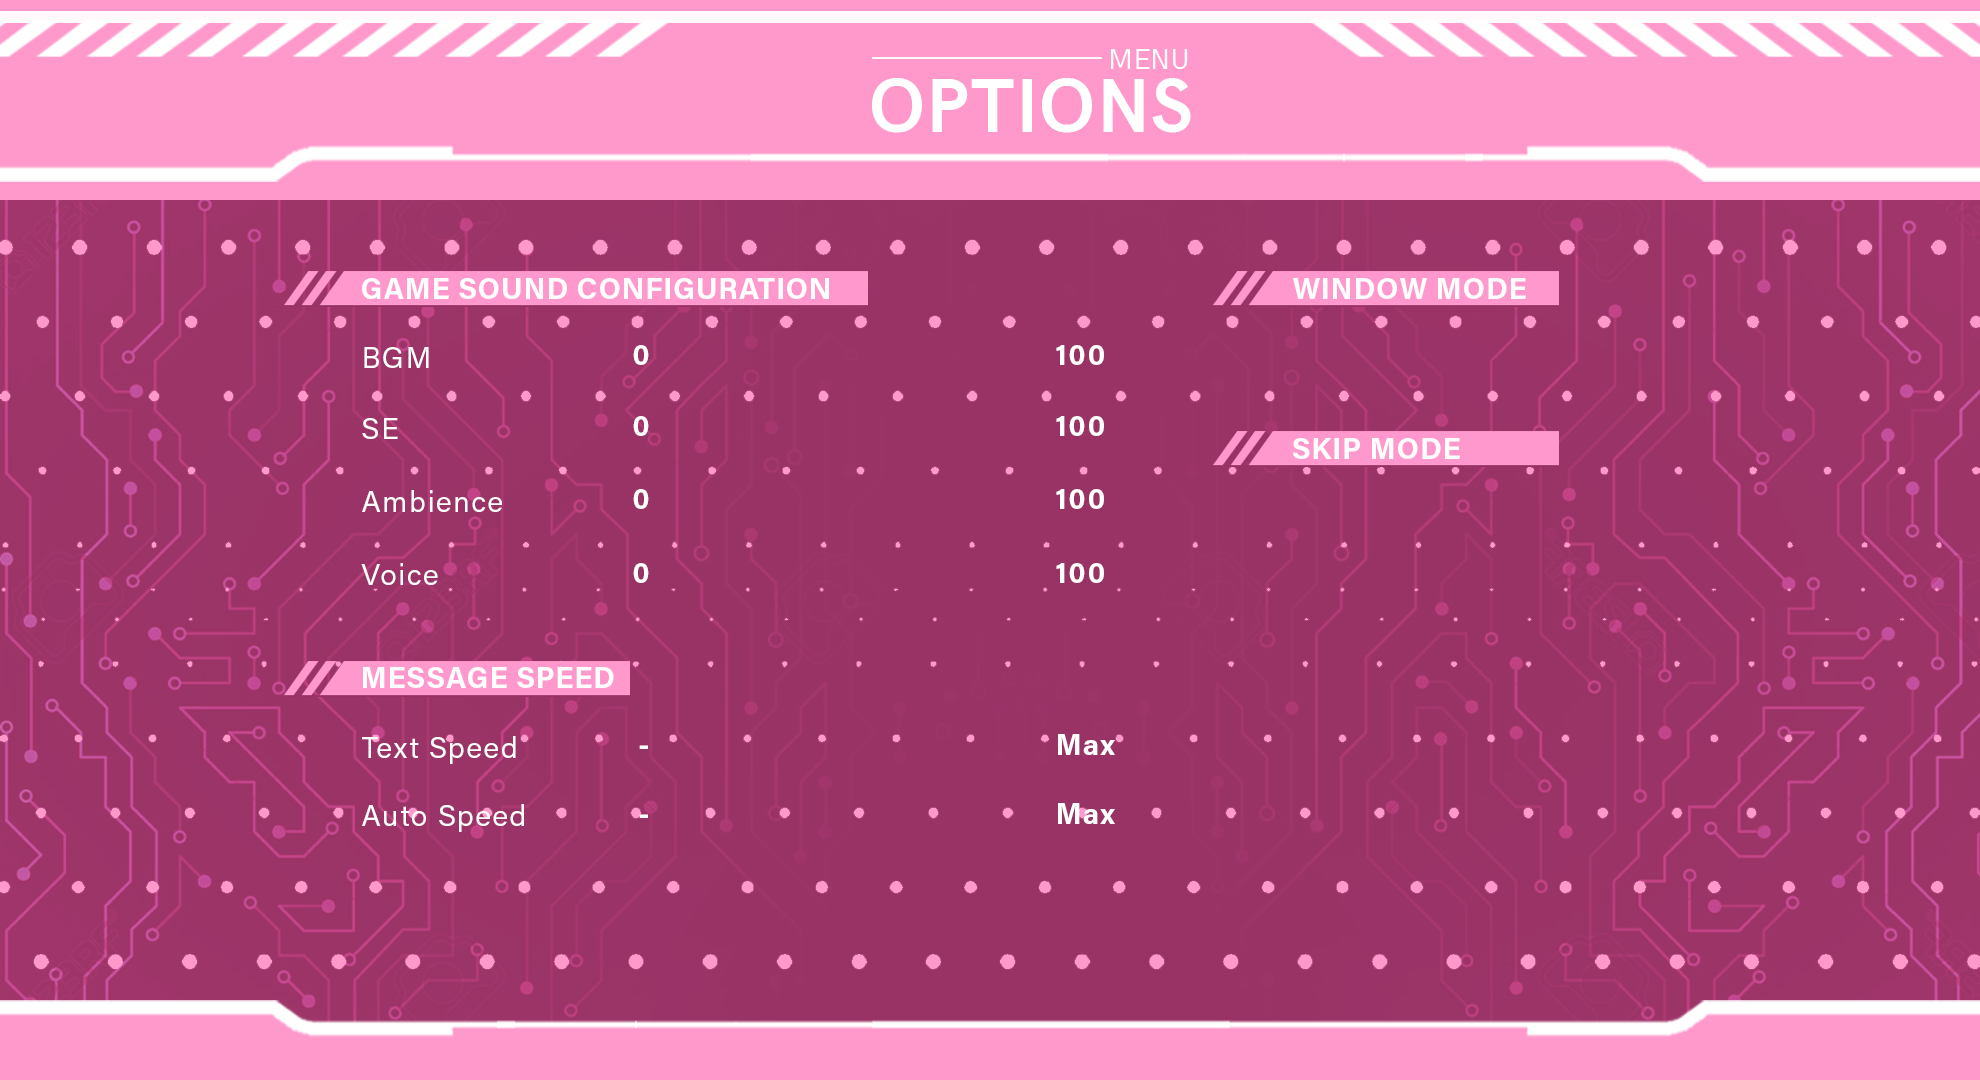 MENU
OPTIONS
GAME SOUND CONFIGURATION
BGM 0 100
SE 0 100
Ambience 0 100
Voice 0 100
MESSAGE SPEED
Text Speed - Max
Auto Speed - Max
WINDOW MODE
SKIP MODE